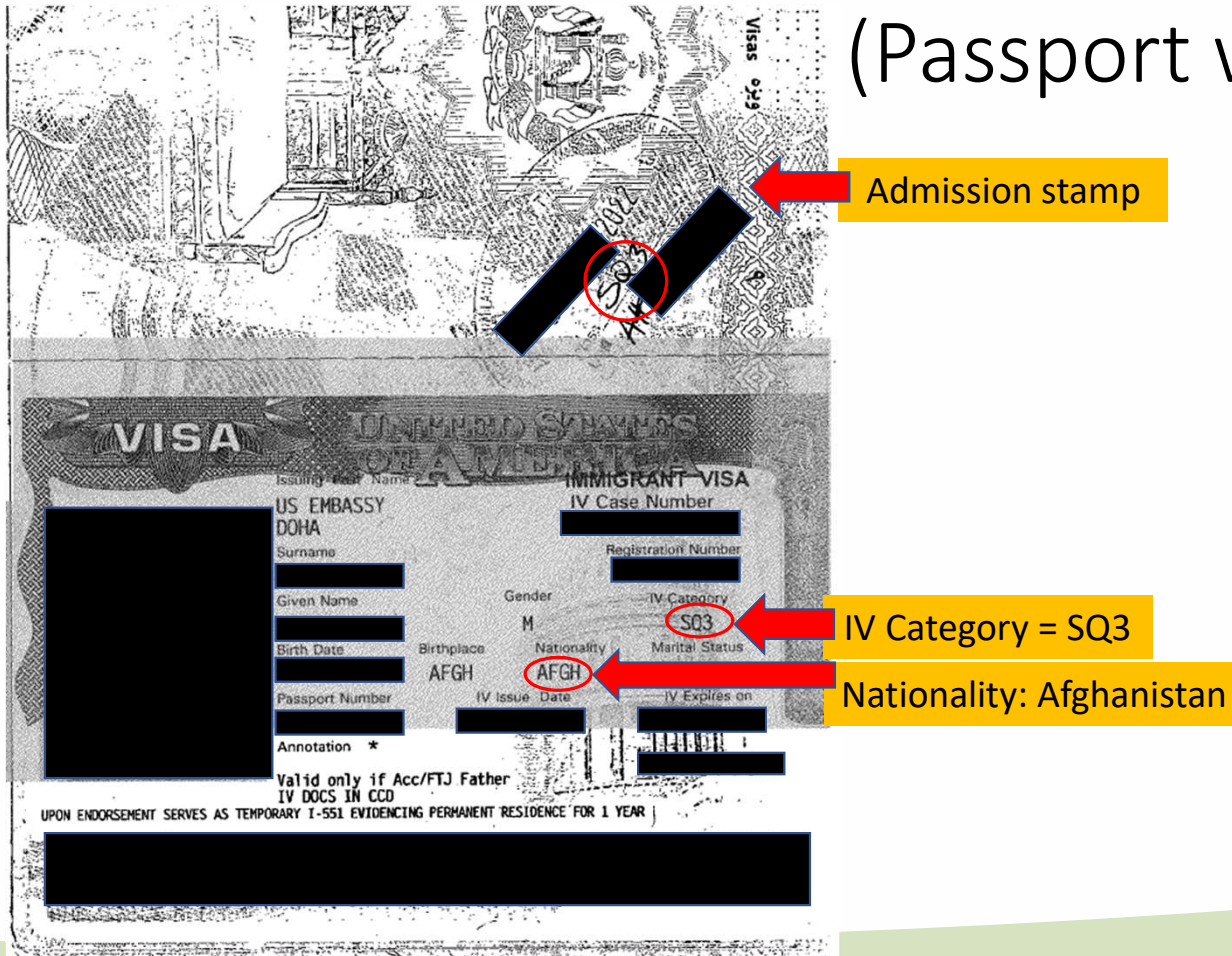 (Passport
Visas ویزه
Admission stamp
2022
SQ3
9
VISA
UNITED STATES
OF AMERICA
Issuing Post Name
IMMIGRANT VISA
US EMBASSY
IV Case Number
DOHA
Surname
Registration Number
Given Name
Gender
IV Category
M
SQ3
IV Category = SQ3
Birth Date
Birthplace
Nationality
Marital Status
AFGH
AFGH
Nationality: Afghanistan
Passport Number
IV Issue Date
IV Expires on
Annotation *
Valid only if Acc/FTJ Father
IV DOCS IN CCD
UPON ENDORSEMENT SERVES AS TEMPORARY I-551 EVIDENCING PERMANENT RESIDENCE FOR 1 YEAR